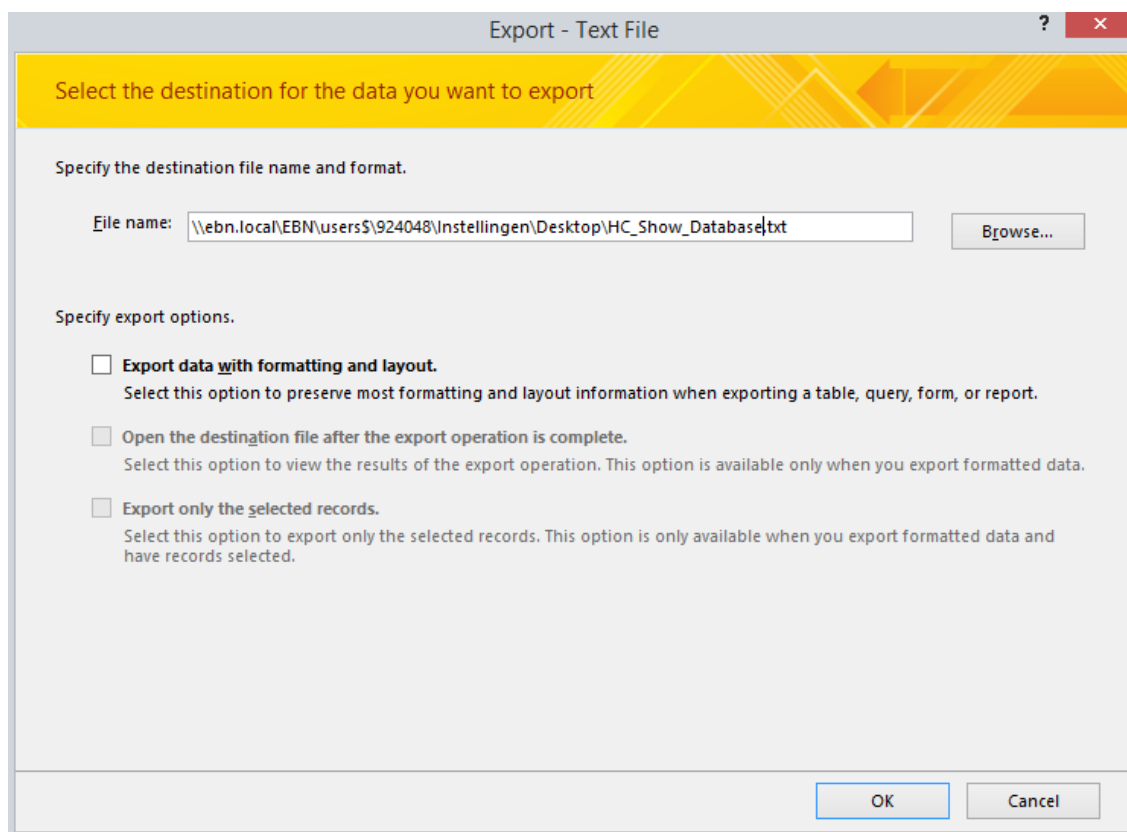 Export - Text File
? ×
Select the destination for the data you want to export
Specify the destination file name and format.
File name: \\ebn.local\EBN\users$\924048\Instellingen\Desktop\HC_Show_Database.txt Browse...
Specify export options.
Export data with formatting and layout.
Select this option to preserve most formatting and layout information when exporting a table, query, form, or report.
Open the destination file after the export operation is complete.
Select this option to view the results of the export operation. This option is available only when you export formatted data.
Export only the selected records.
Select this option to export only the selected records. This option is only available when you export formatted data and
have records selected.
OK Cancel